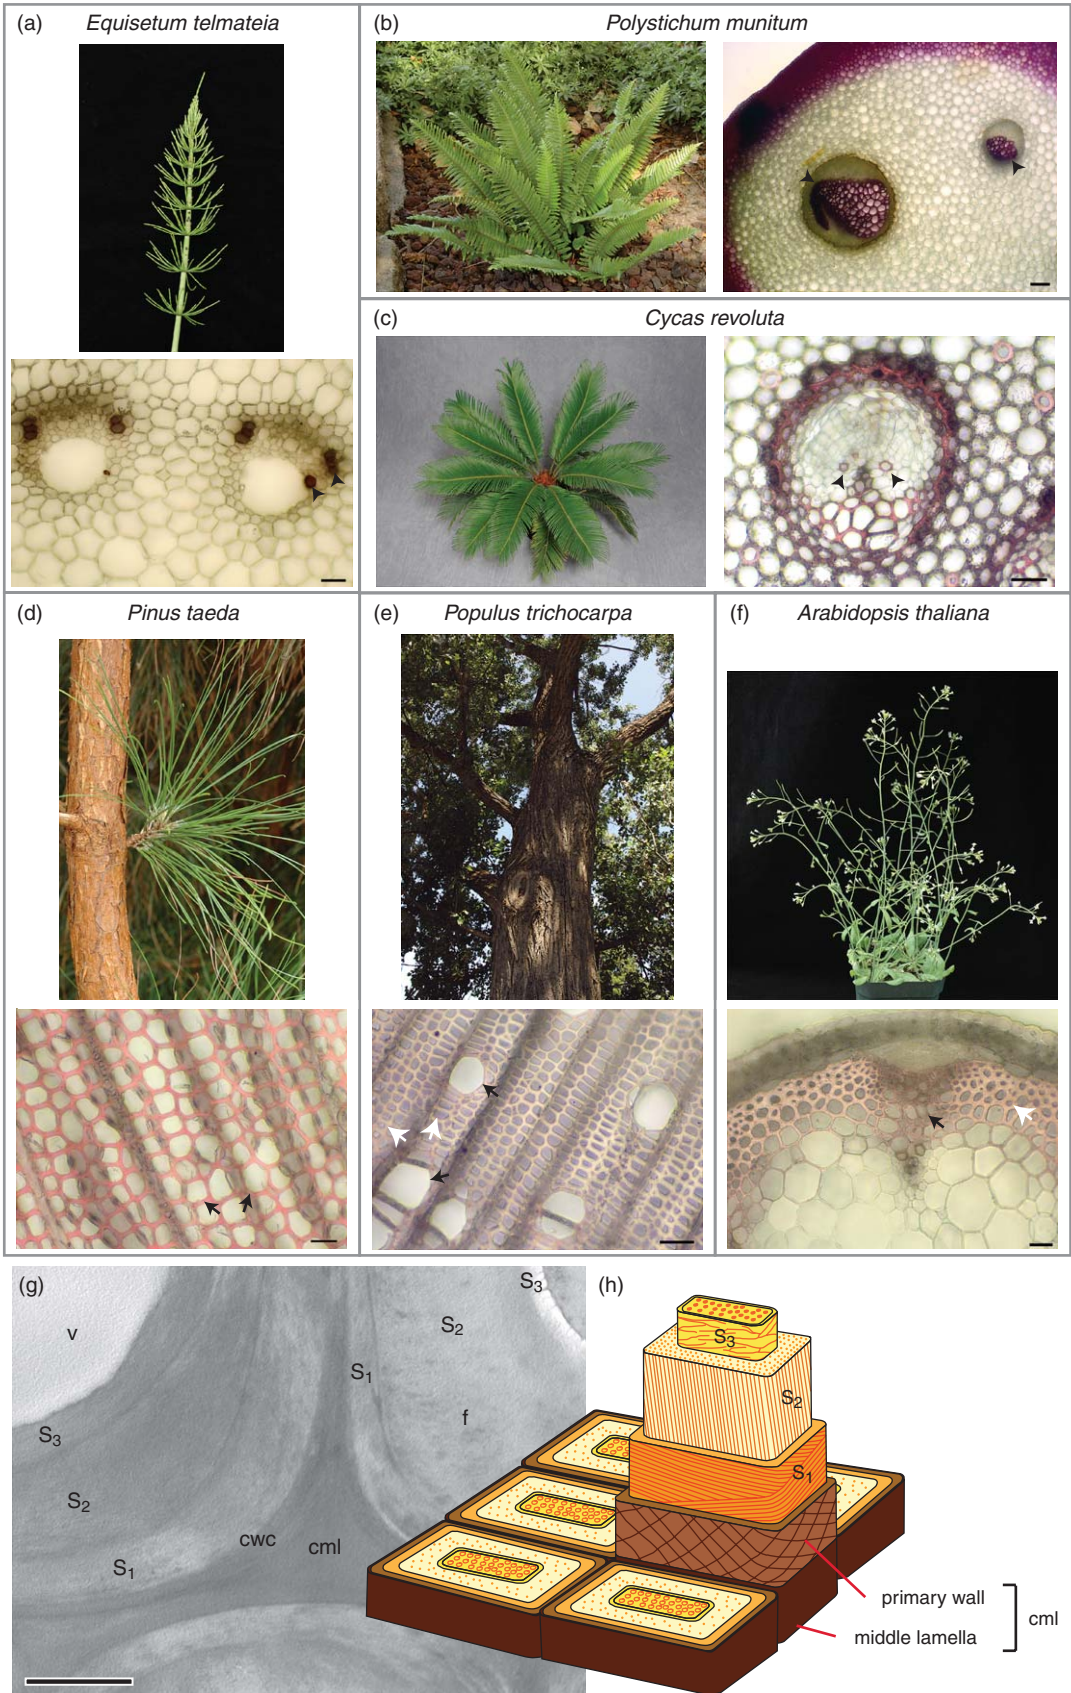 (a) Equisetum telmateia
(b) Polystichum munitum
(c) Cycas revoluta
(d) Pinus taeda
(e) Populus trichocarpa
(f) Arabidopsis thaliana
(g)
S3
v
S2
S1
f
S3
S2
cwc
cml
S1
(h)
S3
S2
S1
primary wall
middle lamella
cml